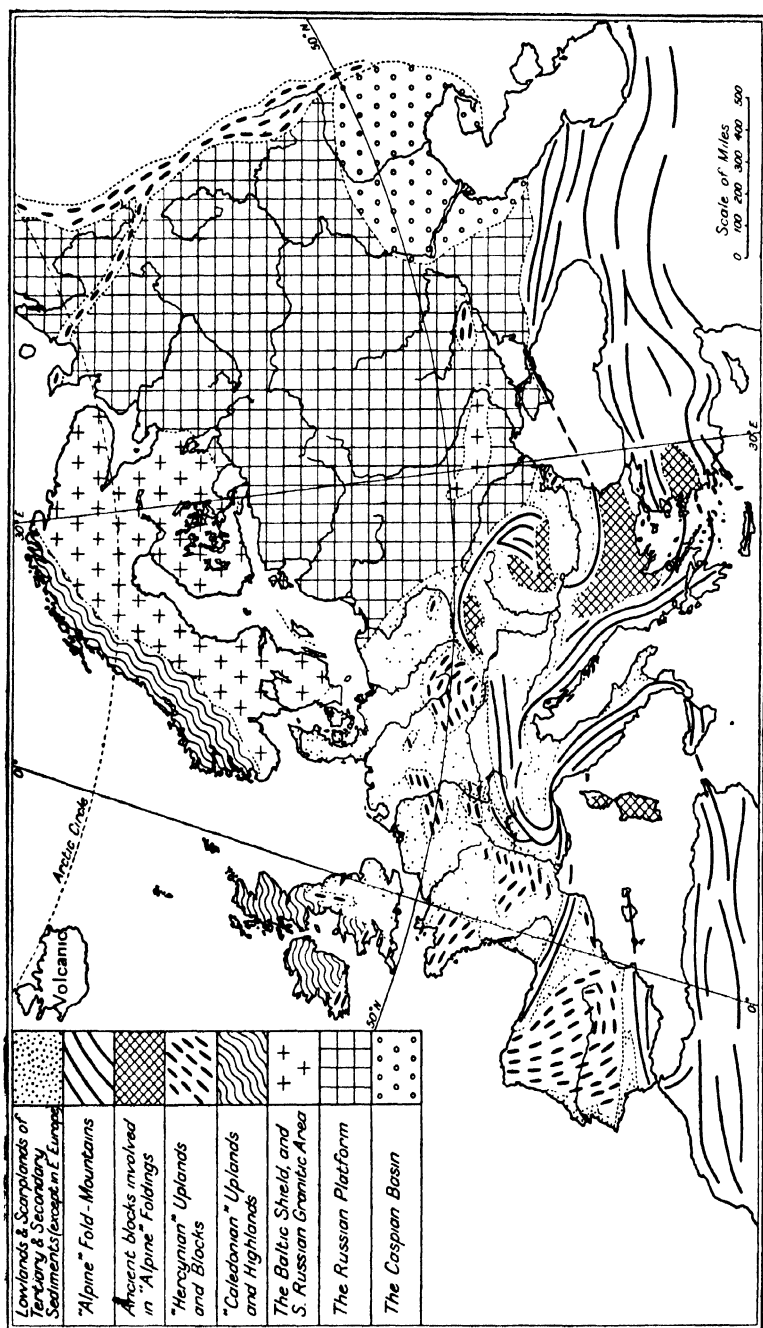 Lowlands & Scarplands of
Tertiary & Secondary
Sediments (except in E. Europe)
"Alpine" Fold-Mountains
Ancient blocks involved
in "Alpine" Foldings
"Hercynian" Uplands
and Blocks
"Caledonian" Uplands
and Highlands
The Baltic Shield, and
S. Russian Granitic Area
The Russian Platform
The Caspian Basin
Volcanic
Arctic Circle
0°
30°E
50°N
50°N
0°
30°E
Scale of Miles
0 100 200 300 400 500